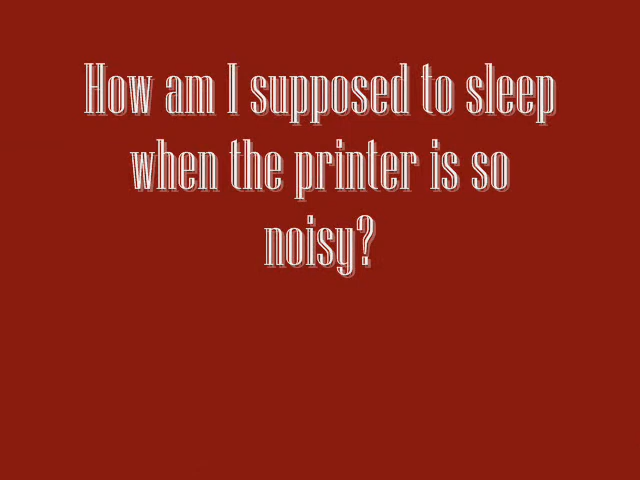 How am I supposed to sleep
when the printer is so
noisy?